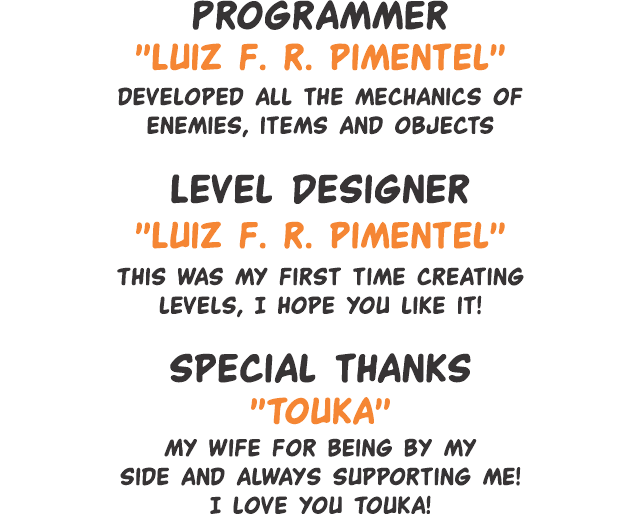 PROGRAMMER
"LUIZ F. R. PIMENTEL"
DEVELOPED ALL THE MECHANICS OF
ENEMIES, ITEMS AND OBJECTS
LEVEL DESIGNER
"LUIZ F. R. PIMENTEL"
THIS WAS MY FIRST TIME CREATING
LEVELS, I HOPE YOU LIKE IT!
SPECIAL THANKS
"TOUKA"
MY WIFE FOR BEING BY MY
SIDE AND ALWAYS SUPPORTING ME!
I LOVE YOU TOUKA!